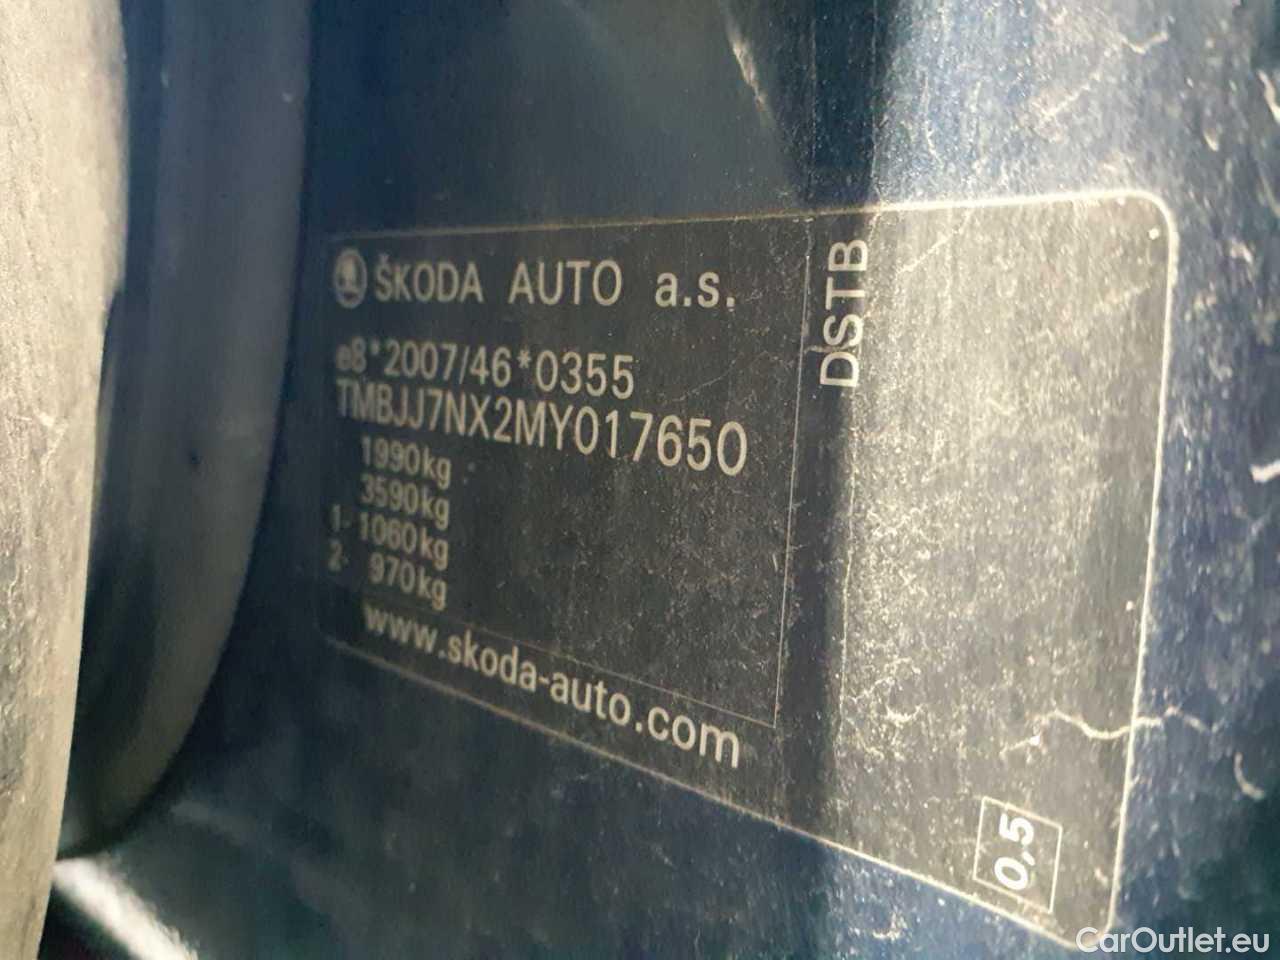 ŠKODA AUTO a.s.
e8*2007/46*0355
TMBJJ7NX2MY017650
1990kg
3590kg
1- 1060kg
2- 970kg
www.skoda-auto.com
DSTB
0,5
CarOutlet.eu